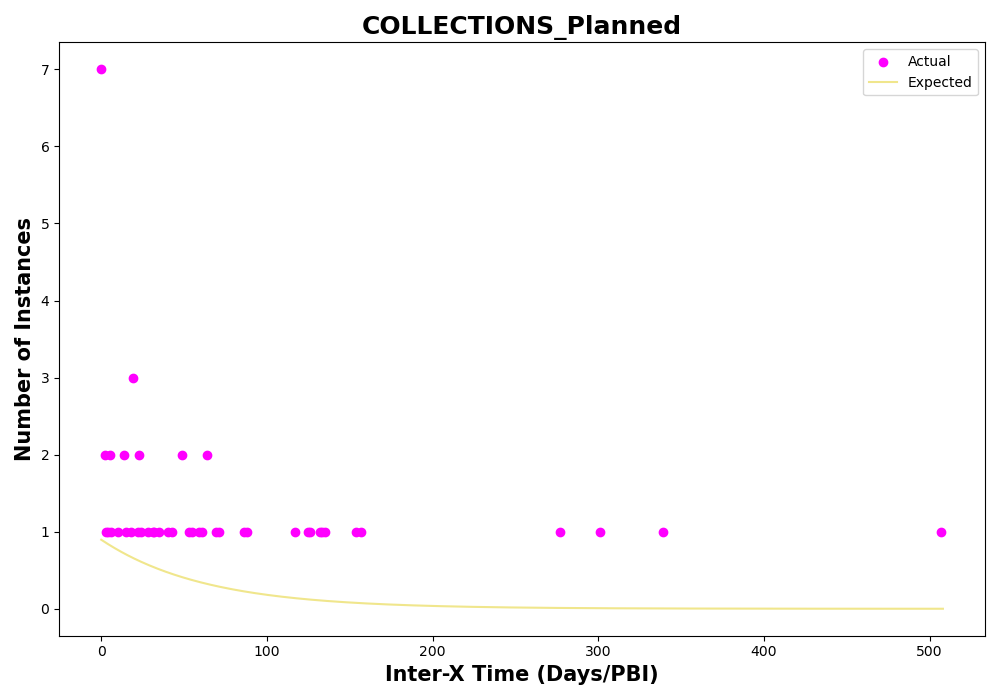 COLLECTIONS_Planned
Actual
Expected
7
6
5
4
3
2
1
0
Number of Instances
0 100 200 300 400 500
Inter-X Time (Days/PBI)